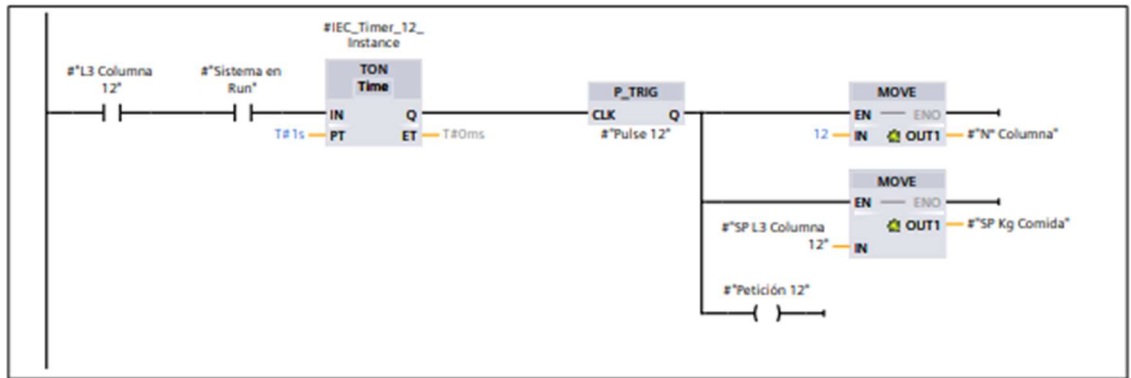 #IEC_Timer_12_
Instance
#"L3 Columna
12"
#"Sistema en
Run"
TON
Time
IN Q
T#1s PT ET T#0ms
P_TRIG
CLK Q
#"Pulse 12"
MOVE
EN ENO
12 IN OUT1 #"Nº Columna"
MOVE
EN ENO
OUT1 #"SP Kg Comida"
#"SP L3 Columna
12" IN
#"Petición 12"